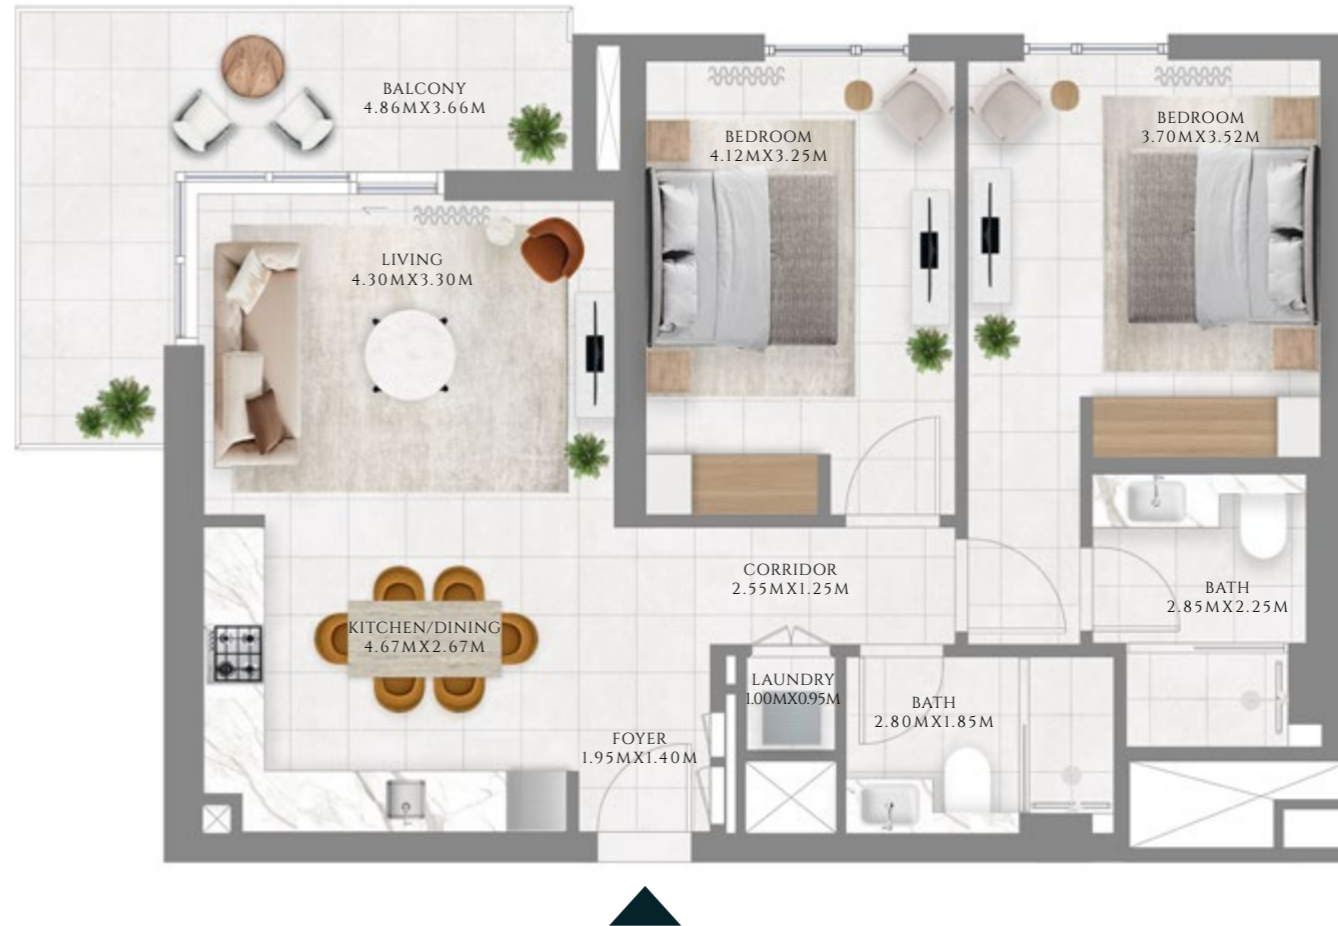 BALCONY
4.86MX3.66M
BEDROOM
4.12MX3.25M
BEDROOM
3.70MX3.52M
LIVING
4.30MX3.30M
CORRIDOR
2.55MX1.25M
BATH
2.85MX2.25M
KITCHEN/DINING
4.67MX2.67M
LAUNDRY
1.00MX0.95M
BATH
2.80MX1.85M
FOYER
1.95MX1.40M